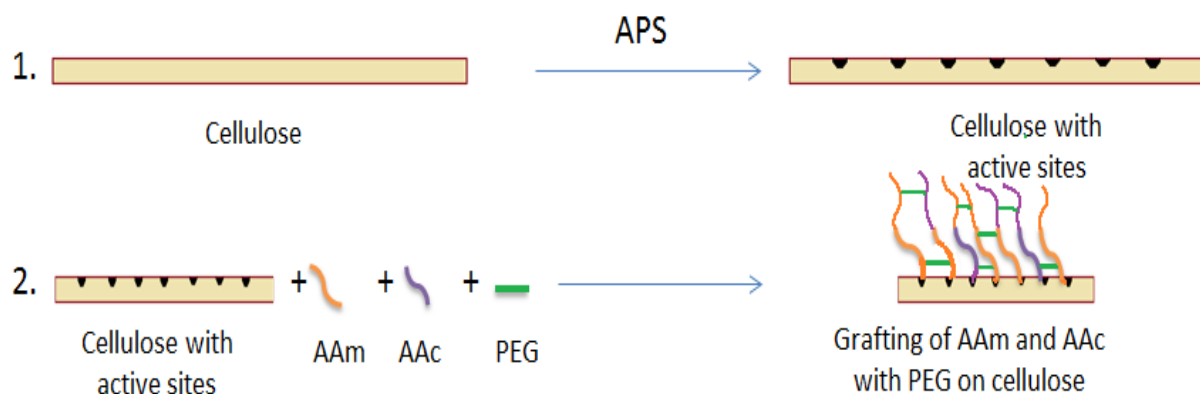 APS
1.
Cellulose
Cellulose with
active sites
2.
+ + +
AAm AAc PEG
Cellulose with
active sites
Grafting of AAm and AAc
with PEG on cellulose